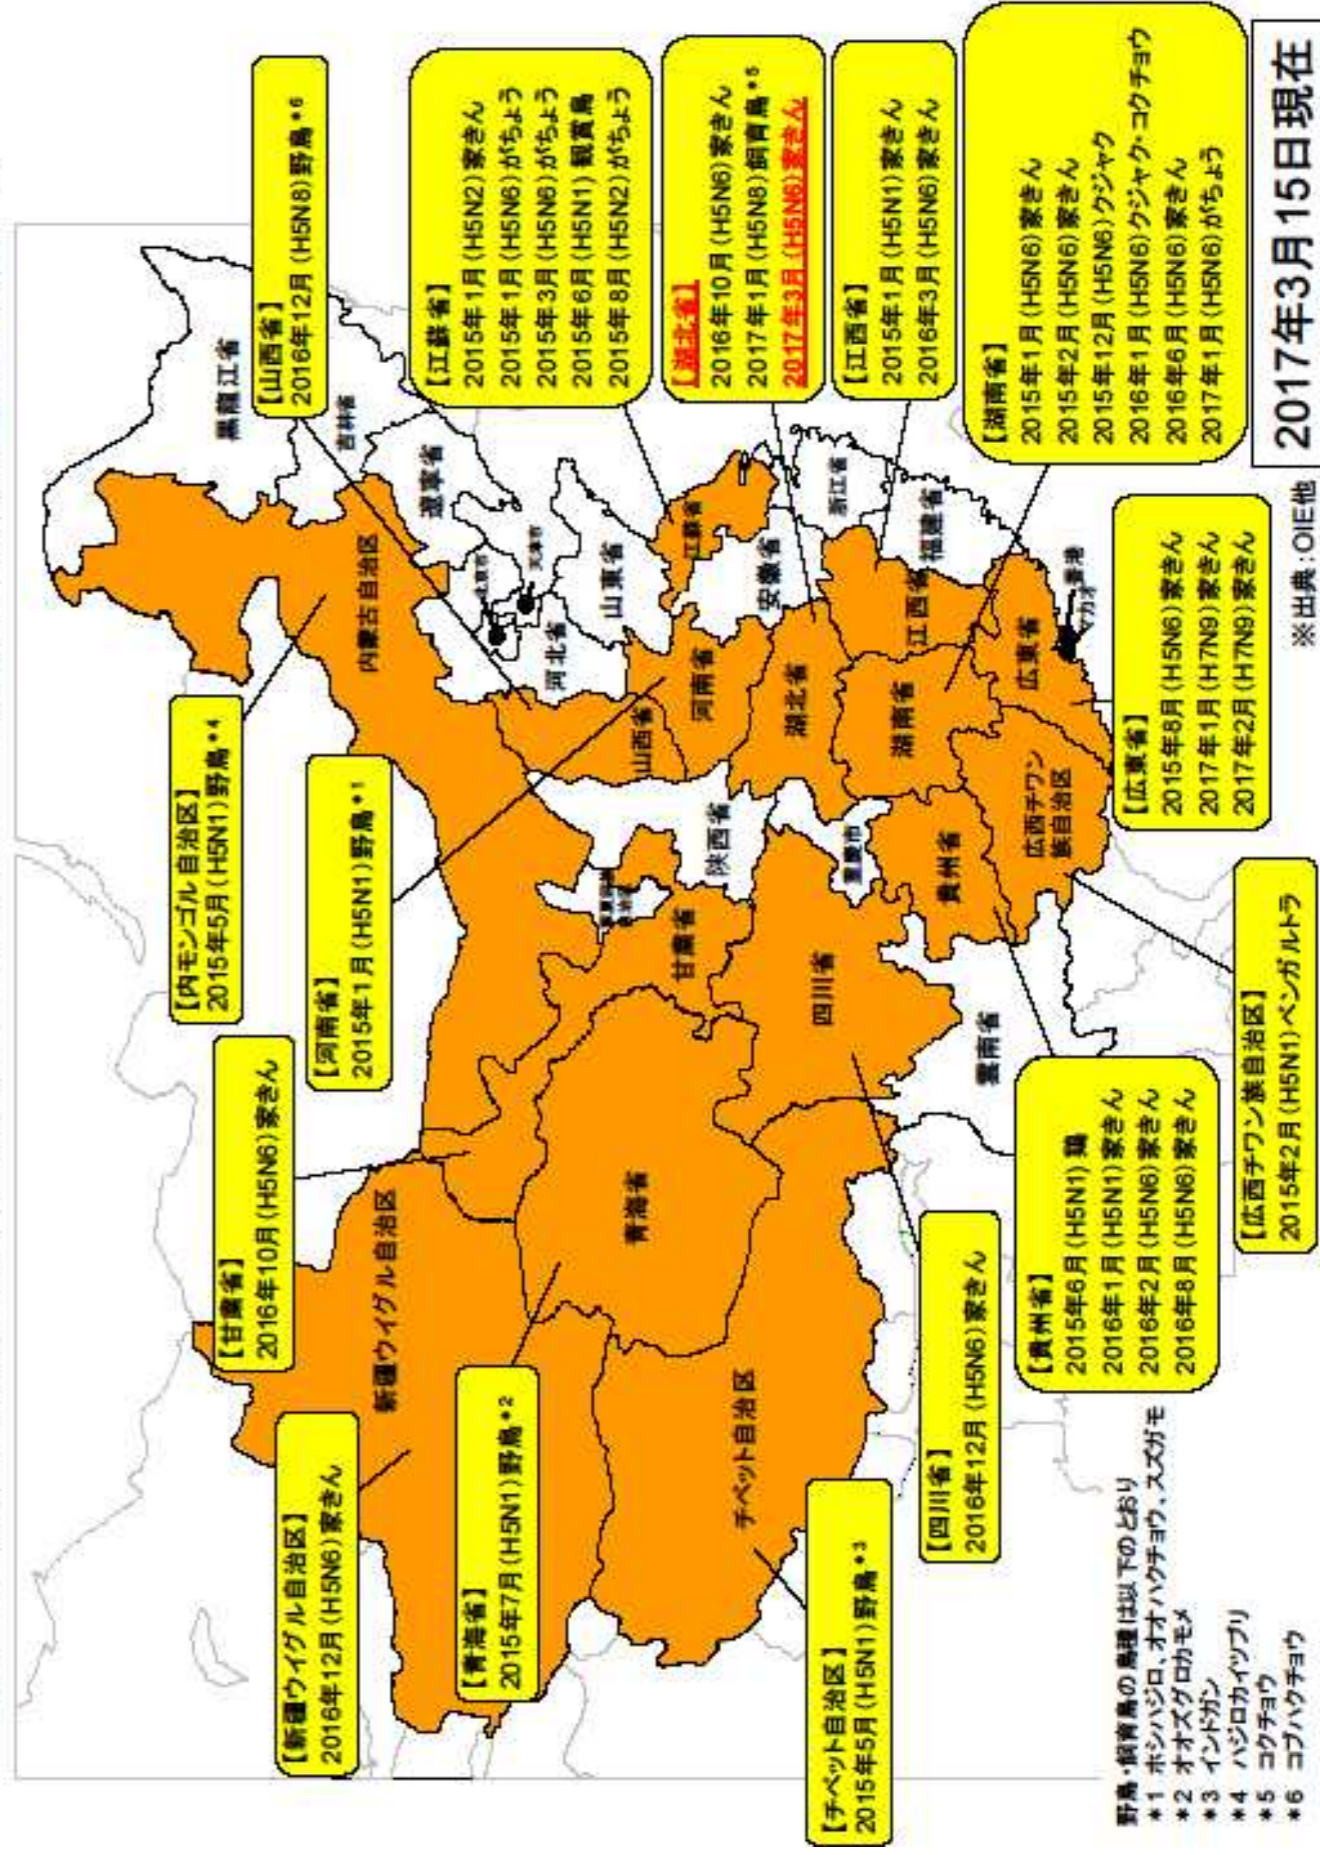 【新疆ウイグル自治区】
2016年12月(H5N6)家きん
【甘粛省】
2016年10月(H5N6)家きん
【内モンゴル自治区】
2015年5月(H5N1)野鳥*4
【河南省】
2015年1月(H5N1)野鳥*1
【山西省】
2016年12月(H5N8)野鳥*6
【江蘇省】
2015年1月(H5N2)家きん
2015年1月(H5N6)がちょう
2015年3月(H5N6)がちょう
2015年6月(H5N1)観賞鳥
2015年8月(H5N2)がちょう
【湖北省】
2016年10月(H5N6)家きん
2017年1月(H5N8)飼育鳥*5
2017年3月(H5N6)家きん
【江西省】
2015年1月(H5N1)家きん
2016年3月(H5N6)家きん
【湖南省】
2015年1月(H5N6)家きん
2015年2月(H5N6)家きん
2015年12月(H5N6)クジャク
2016年1月(H5N6)クジャク・コクチョウ
2016年6月(H5N6)家きん
2017年1月(H5N6)がちょう
【青海省】
2015年7月(H5N1)野鳥*2
【チベット自治区】
2015年5月(H5N1)野鳥*3
【四川省】
2016年12月(H5N6)家きん
【貴州省】
2015年6月(H5N1)鶏
2016年1月(H5N1)家きん
2016年2月(H5N6)家きん
2016年8月(H5N6)家きん
【広西チワン族自治区】
2015年2月(H5N1)ベンガルトラ
【広東省】
2015年8月(H5N6)家きん
2017年1月(H7N9)家きん
2017年2月(H7N9)家きん
黒龍江省
吉林省
遼寧省
内蒙古自治区
北京市
天津市
河北省
山東省
山西省
河南省
江蘇省
安徽省
浙江省
湖北省
江西省
福建省
湖南省
広東省
香港
マカオ
陝西省
重慶市
貴州省
広西チワン
族自治区
甘粛省
四川省
雲南省
青海省
新疆ウイグル自治区
チベット自治区
野鳥・飼育鳥の鳥種は以下のとおり
*1 ホシハジロ、オオハクチョウ、スズガモ
*2 オオズグロカモメ
*3 インドガン
*4 ハジロカイツブリ
*5 コクチョウ
*6 コブハクチョウ
※出典:OIE他
2017年3月15日現在